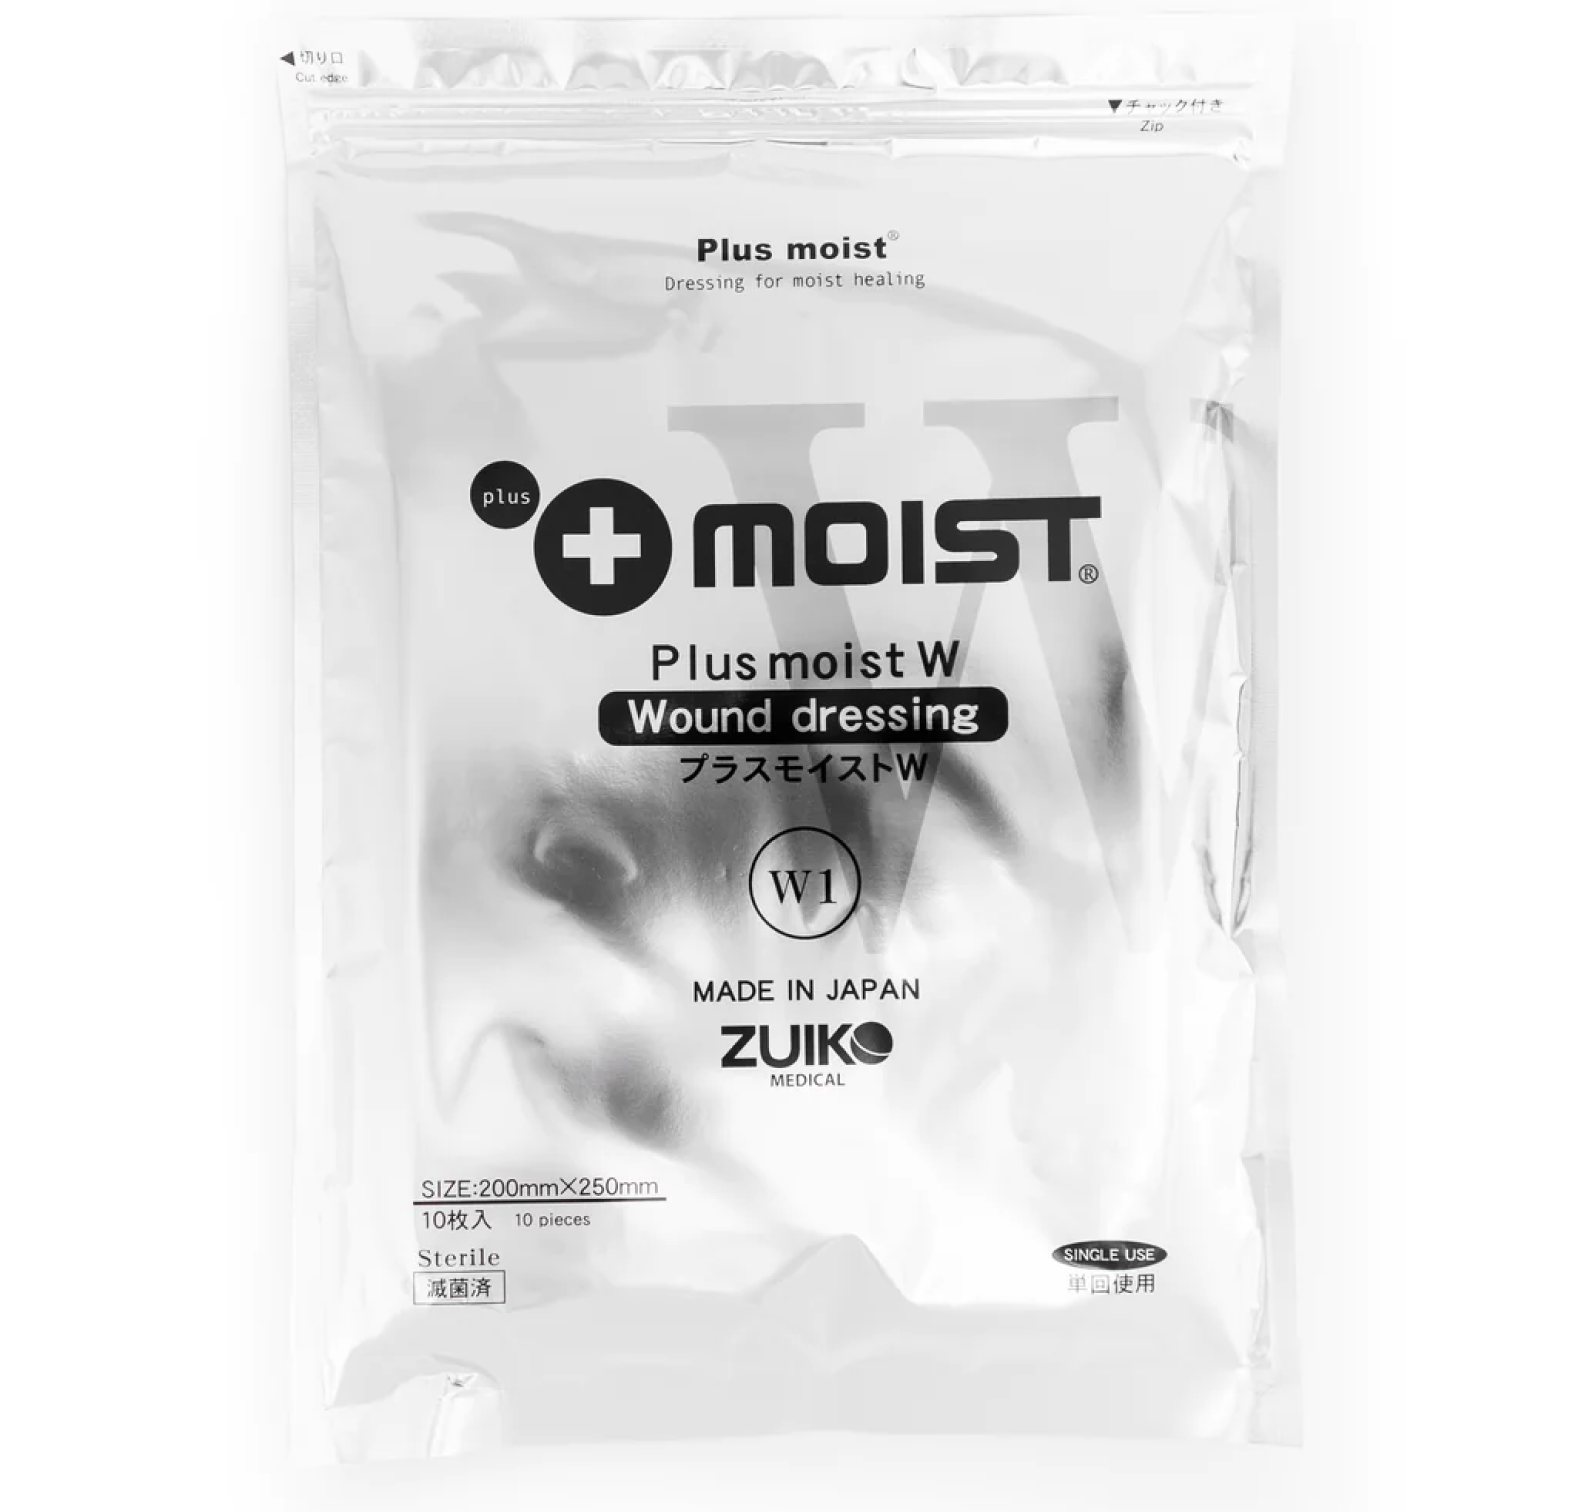 ◀切り口
Cut edge
▼チャック付き
Zip
Plus moist®
Dressing for moist healing
W
plus
MOIST®
Plus moist W
Wound dressing
プラスモイストW
W1
MADE IN JAPAN
ZUIKO
MEDICAL
SIZE:200mm×250mm
10枚入 10 pieces
Sterile
滅菌済
SINGLE USE
単回使用